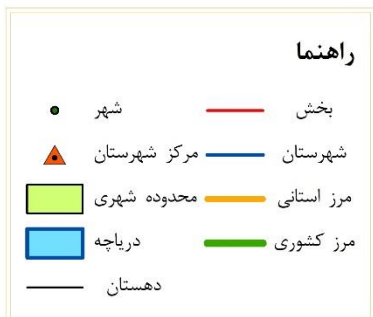 راهنما
بخش شهر
شهرستان مرکز شهرستان
مرز استانی محدوده شهری
مرز کشوری دریاچه
دهستان